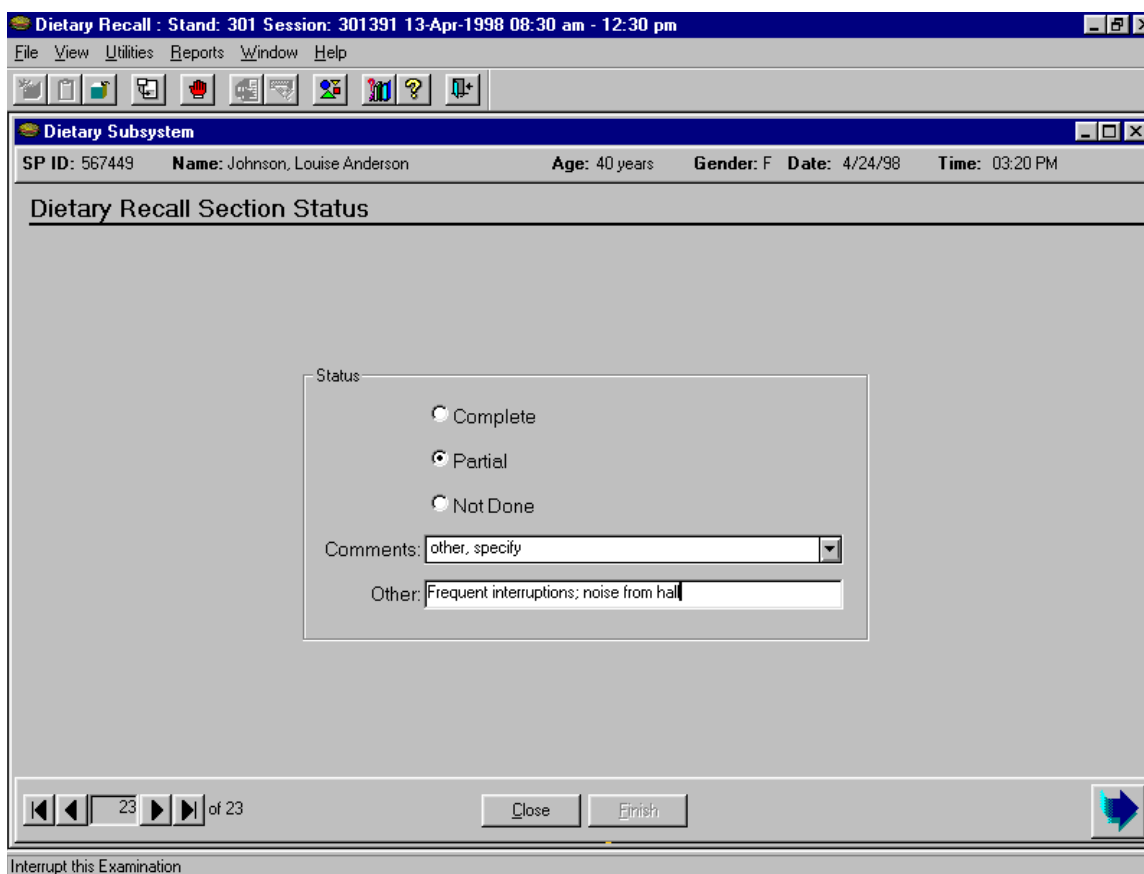 Dietary Recall : Stand: 301 Session: 301391 13-Apr-1998 08:30 am - 12:30 pm
File View Utilities Reports Window Help
Dietary Subsystem
SP ID: 567449 Name: Johnson, Louise Anderson Age: 40 years Gender: F Date: 4/24/98 Time: 03:20 PM
Dietary Recall Section Status
Status
Complete
Partial
Not Done
Comments: other, specify
Other: Frequent interruptions; noise from hall
23 of 23 Close Finish
Interrupt this Examination